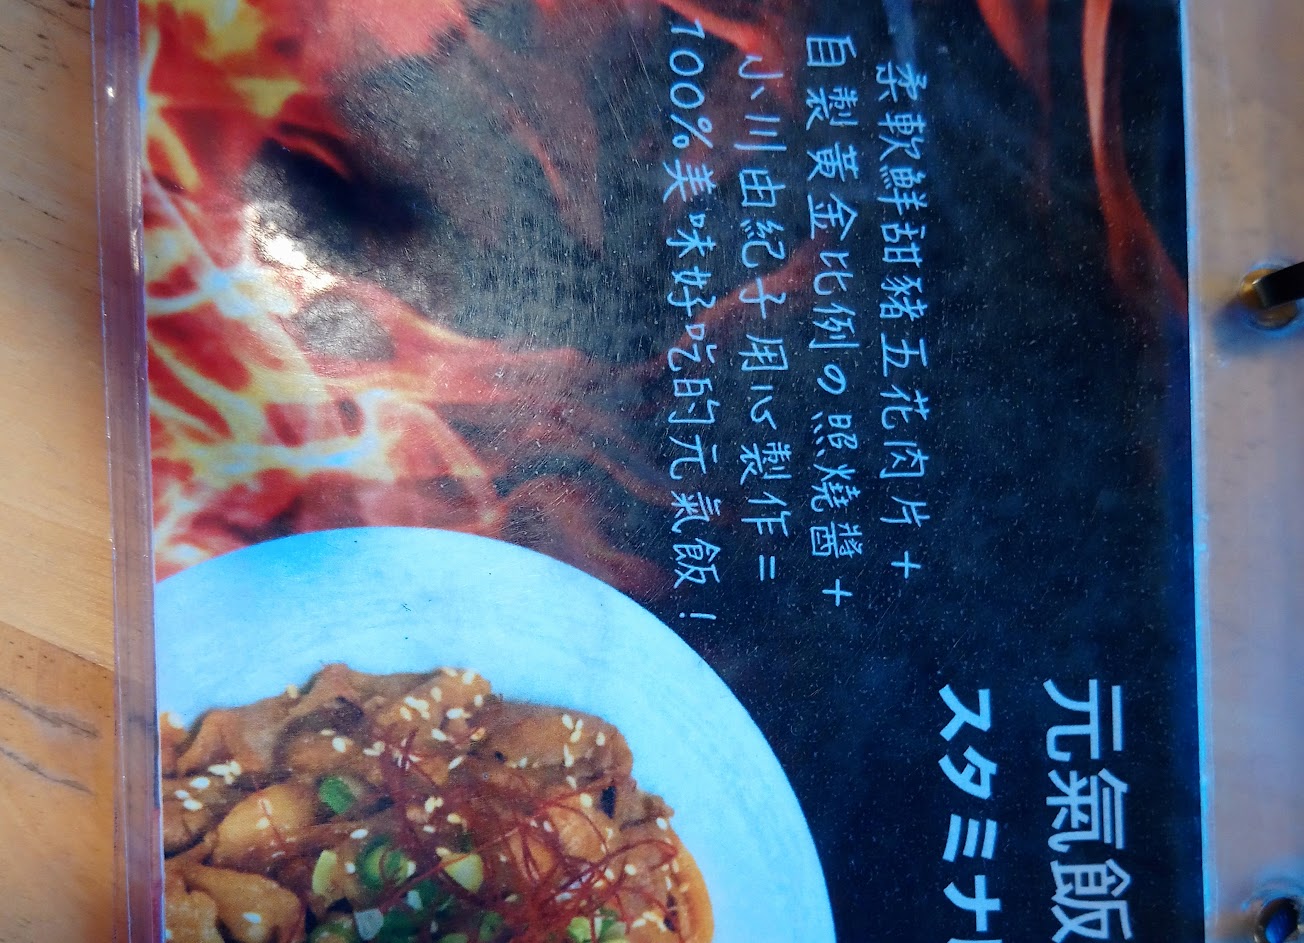 元氣飯
スタミナ
柔軟鮮甜豬五花肉片+
自製黃金比例の照燒醬+
小川由紀子用心製作=
100%美味好吃的元氣飯!